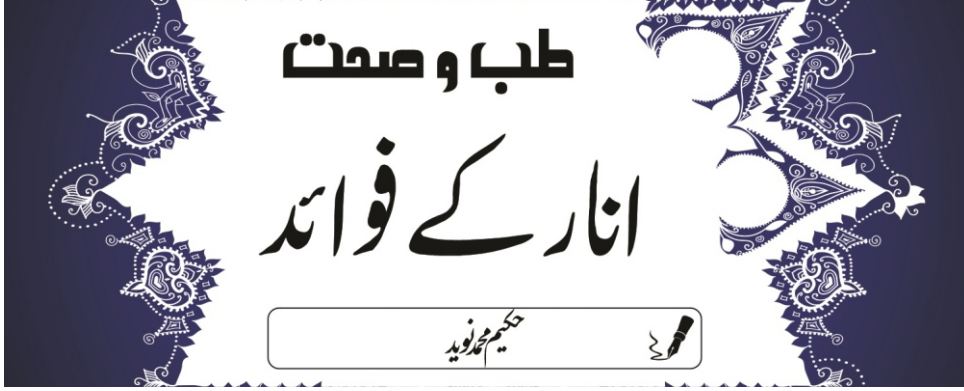 طب و صحت
انار کے فوائد
حکیم محمد نوید